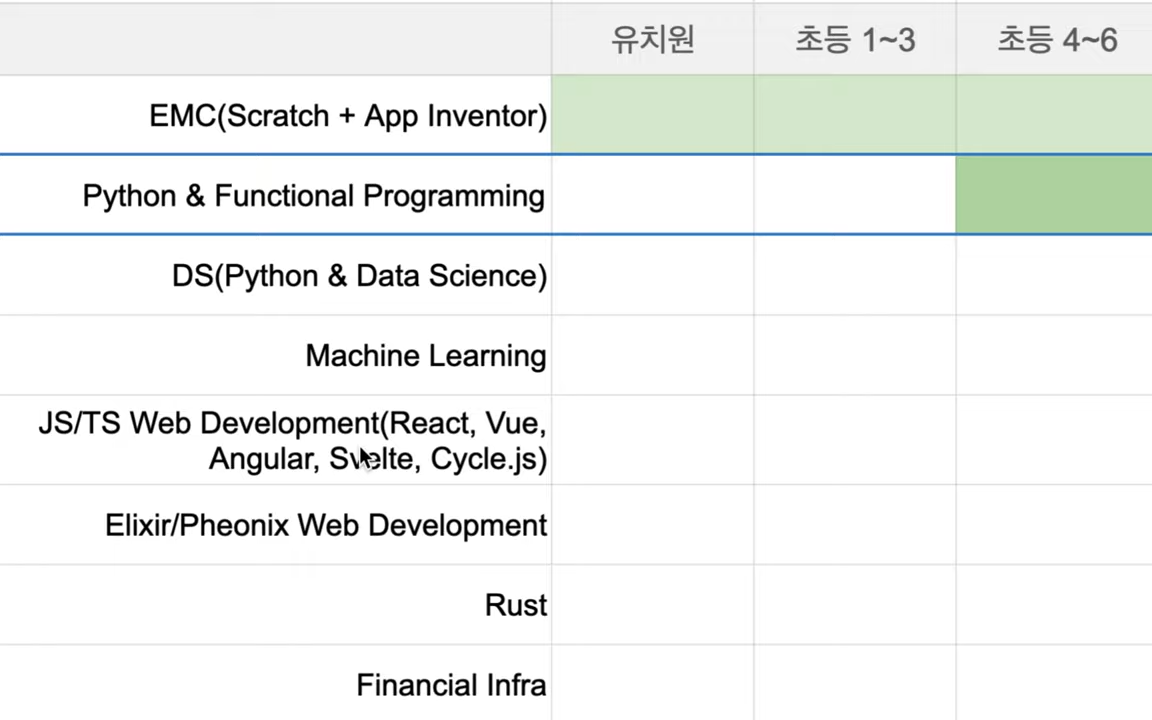 유치원 초등 1~3 초등 4~6
EMC(Scratch + App Inventor)
Python & Functional Programming
DS(Python & Data Science)
Machine Learning
JS/TS Web Development(React, Vue,
Angular, Svelte, Cycle.js)
Elixir/Pheonix Web Development
Rust
Financial Infra